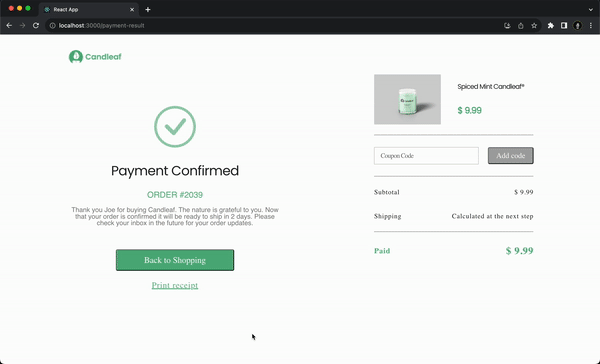 React App
localhost:3000/payment-result
Candleaf
Spiced Mint Candleaf®
$ 9.99
Payment Confirmed
Coupon Code
Add code
ORDER #2039
Subtotal
$ 9.99
Thank you Joe for buying Candleaf. The nature is grateful to you. Now
that your order is confirmed it will be ready to ship in 2 days. Please
check your inbox in the future for your order updates.
Shipping
Calculated at the next step
Back to Shopping
Paid
$ 9.99
Print receipt